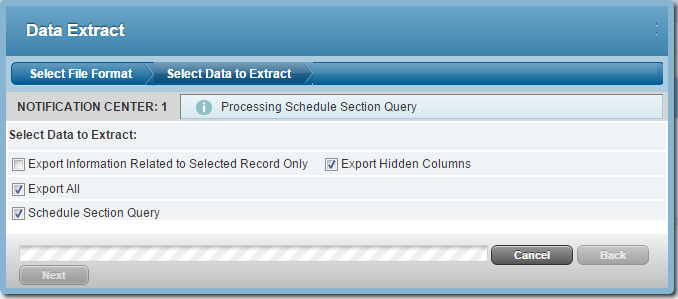 Data Extract
Select File Format
Select Data to Extract
NOTIFICATION CENTER: 1
Processing Schedule Section Query
Select Data to Extract:
Export Information Related to Selected Record Only
Export Hidden Columns
Export All
Schedule Section Query
Cancel
Back
Next